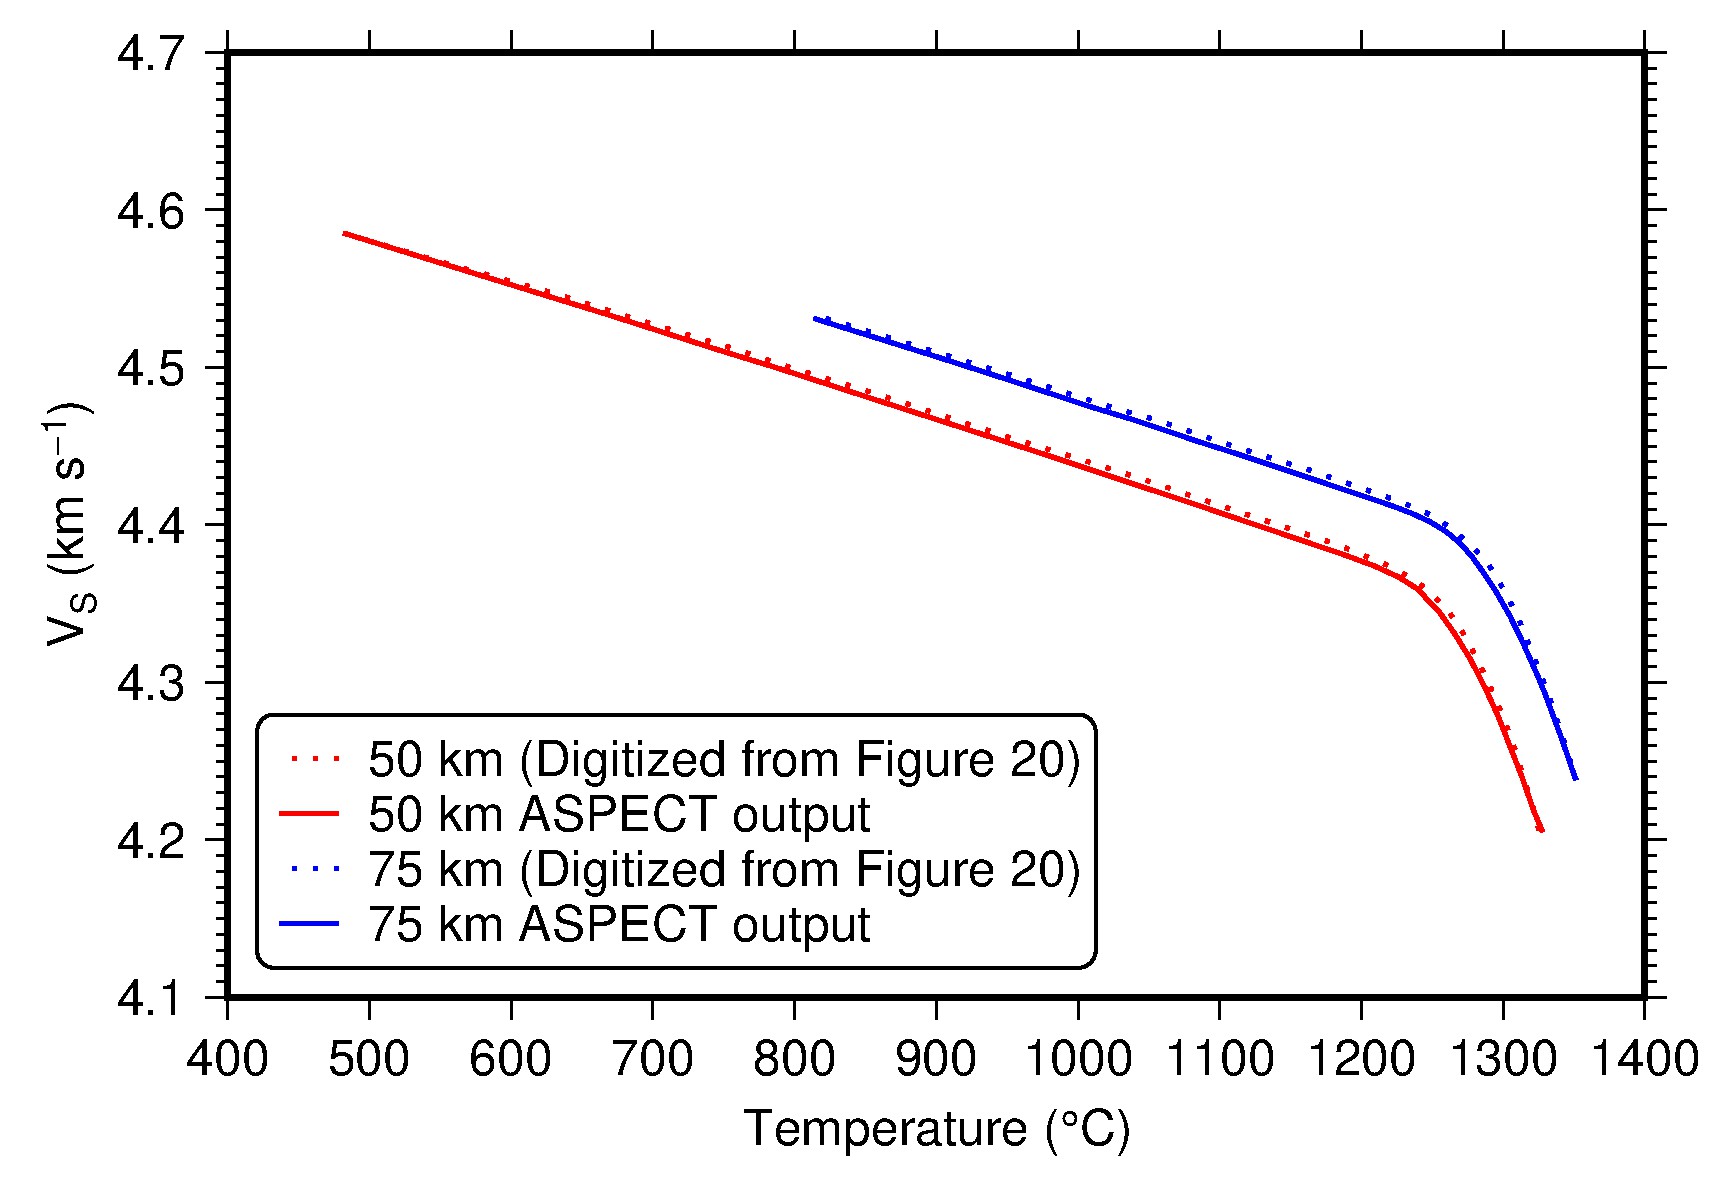 4.7
4.6
4.5
4.4
4.3
4.2
4.1
V_S (km s⁻¹)
50 km (Digitized from Figure 20)
50 km ASPECT output
75 km (Digitized from Figure 20)
75 km ASPECT output
400 500 600 700 800 900 1000 1100 1200 1300 1400
Temperature (°C)